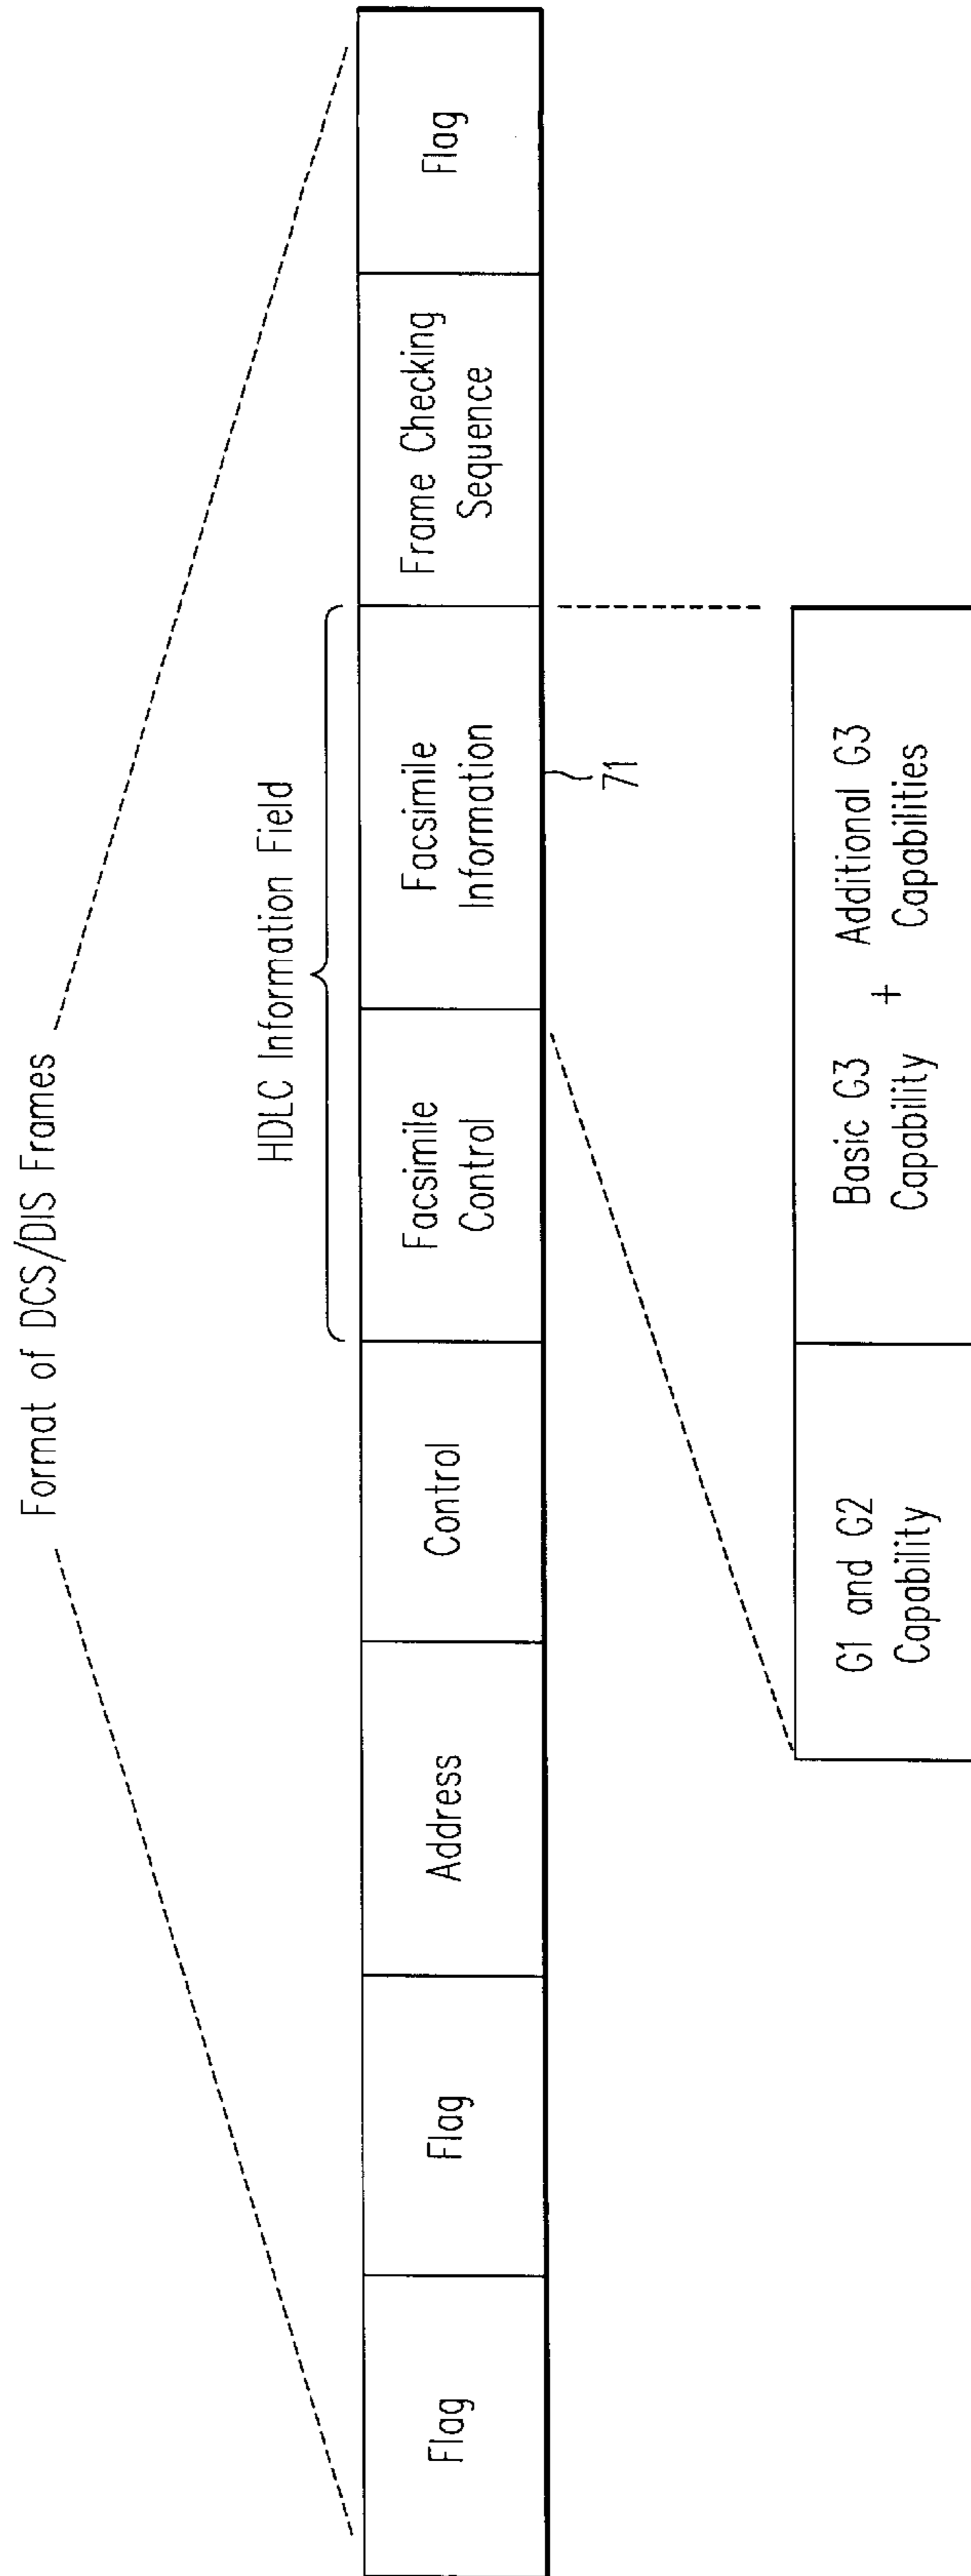 Format of DCS/DIS Frames
HDLC Information Field
Flag
Flag
Address
Control
Facsimile
Control
Facsimile
Information
Frame Checking
Sequence
Flag
71
G1 and G2
Capability
Basic G3
Capability
+
Additional G3
Capabilities